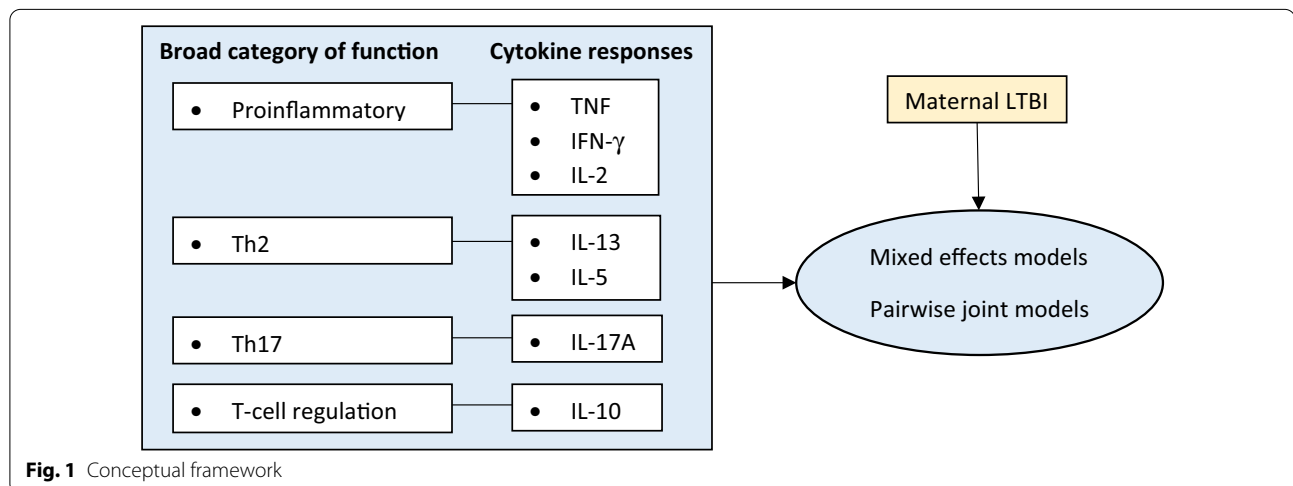 Broad category of function
Cytokine responses
• Proinflammatory
• TNF
• IFN-γ
• IL-2
• Th2
• IL-13
• IL-5
• Th17
• IL-17A
• T-cell regulation
• IL-10
Maternal LTBI
Mixed effects models
Pairwise joint models
Fig. 1 Conceptual framework